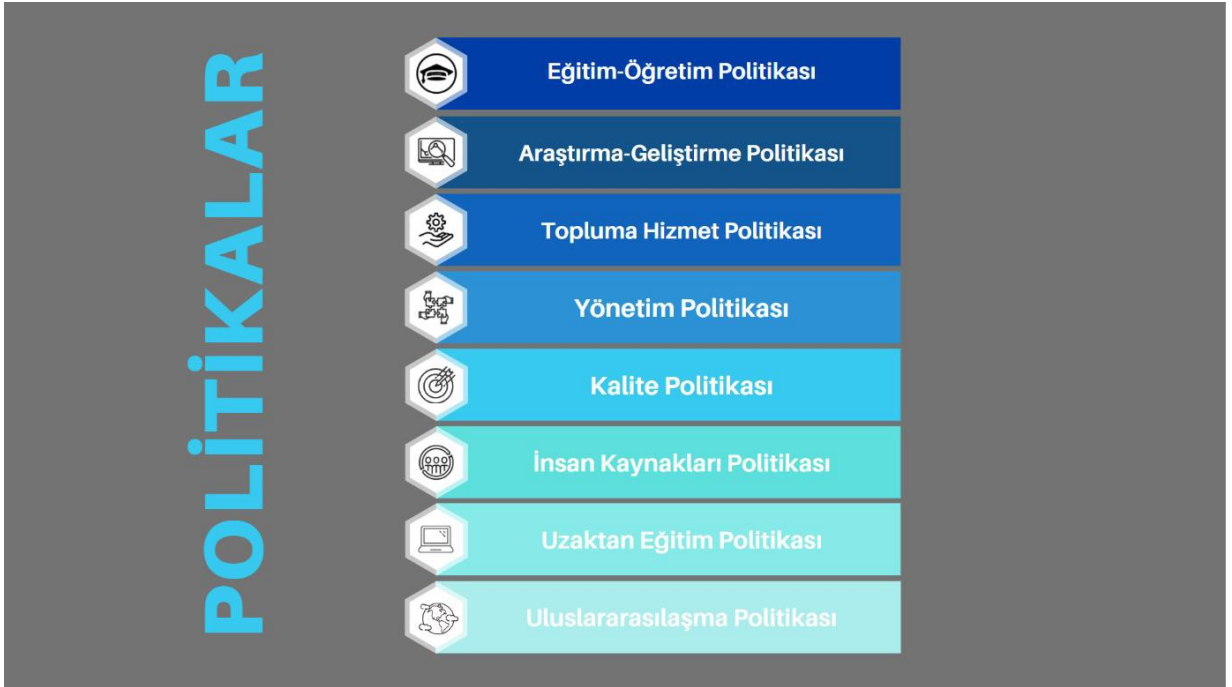 POLİTİKALAR
Eğitim-Öğretim Politikası
Araştırma-Geliştirme Politikası
Topluma Hizmet Politikası
Yönetim Politikası
Kalite Politikası
İnsan Kaynakları Politikası
Uzaktan Eğitim Politikası
Uluslararasılaşma Politikası